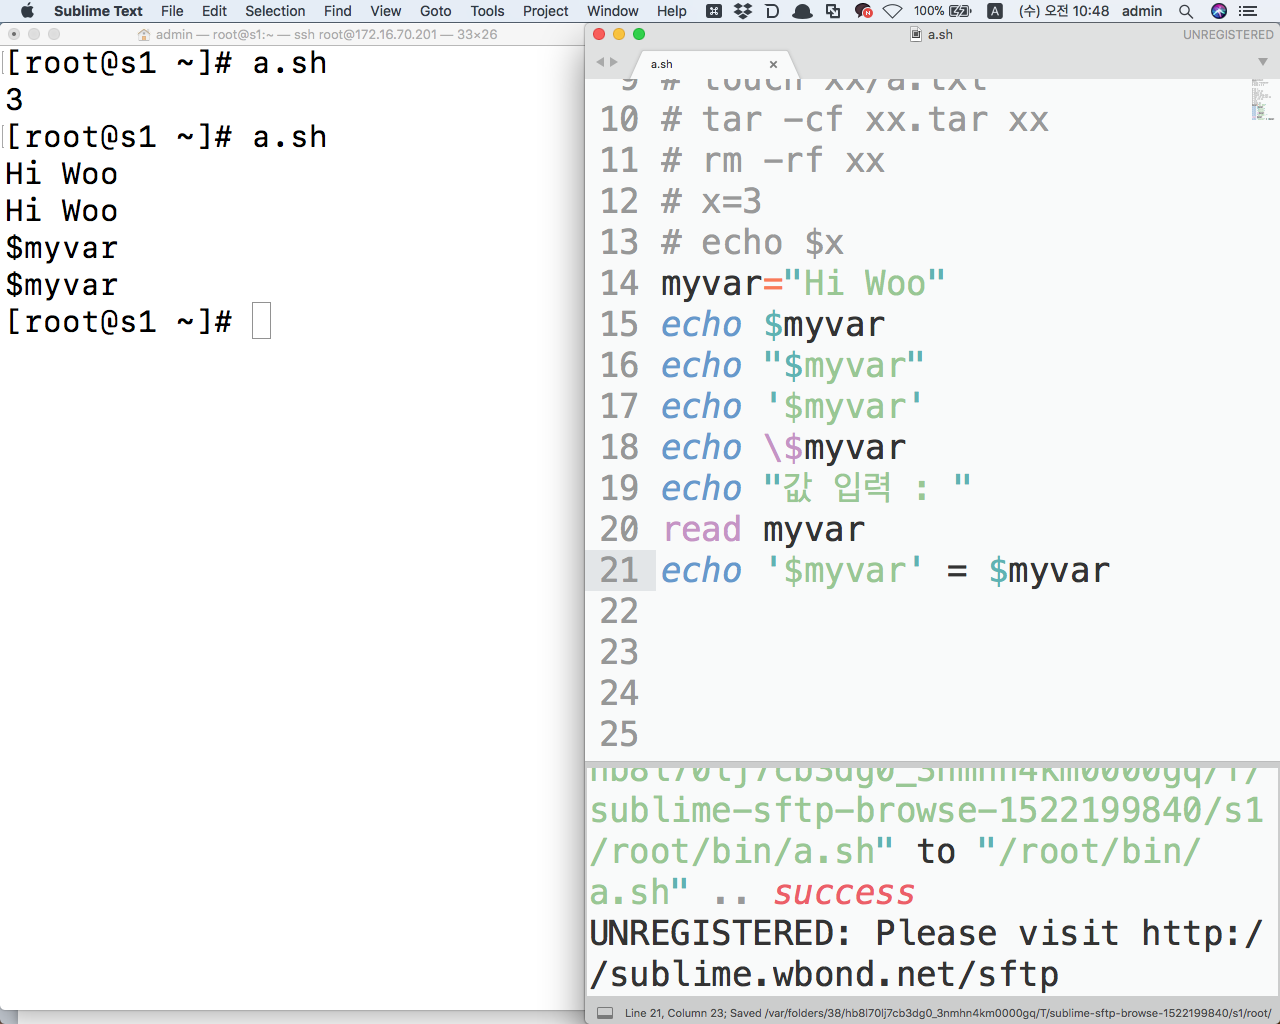 Sublime Text File Edit Selection Find View Goto Tools Project Window Help 100% A (수) 오전 10:48 admin
admin — root@s1:~ — ssh root@172.16.70.201 — 33×26
[root@s1 ~]# a.sh
3
[root@s1 ~]# a.sh
Hi Woo
Hi Woo
$myvar
$myvar
[root@s1 ~]#
a.sh
UNREGISTERED
a.sh
9 # touch xx/a.txt
10 # tar -cf xx.tar xx
11 # rm -rf xx
12 # x=3
13 # echo $x
14 myvar="Hi Woo"
15 echo $myvar
16 echo "$myvar"
17 echo '$myvar'
18 echo \$myvar
19 echo "값 입력 : "
20 read myvar
21 echo '$myvar' = $myvar
22
23
24
25
hb8l70lj7cb3dg0_3nmhn4km0000gq/T/
sublime-sftp-browse-1522199840/s1
/root/bin/a.sh" to "/root/bin/
a.sh" .. success
UNREGISTERED: Please visit http:/
/sublime.wbond.net/sftp
Line 21, Column 23; Saved /var/folders/38/hb8l70lj7cb3dg0_3nmhn4km0000gq/T/sublime-sftp-browse-1522199840/s1/root/